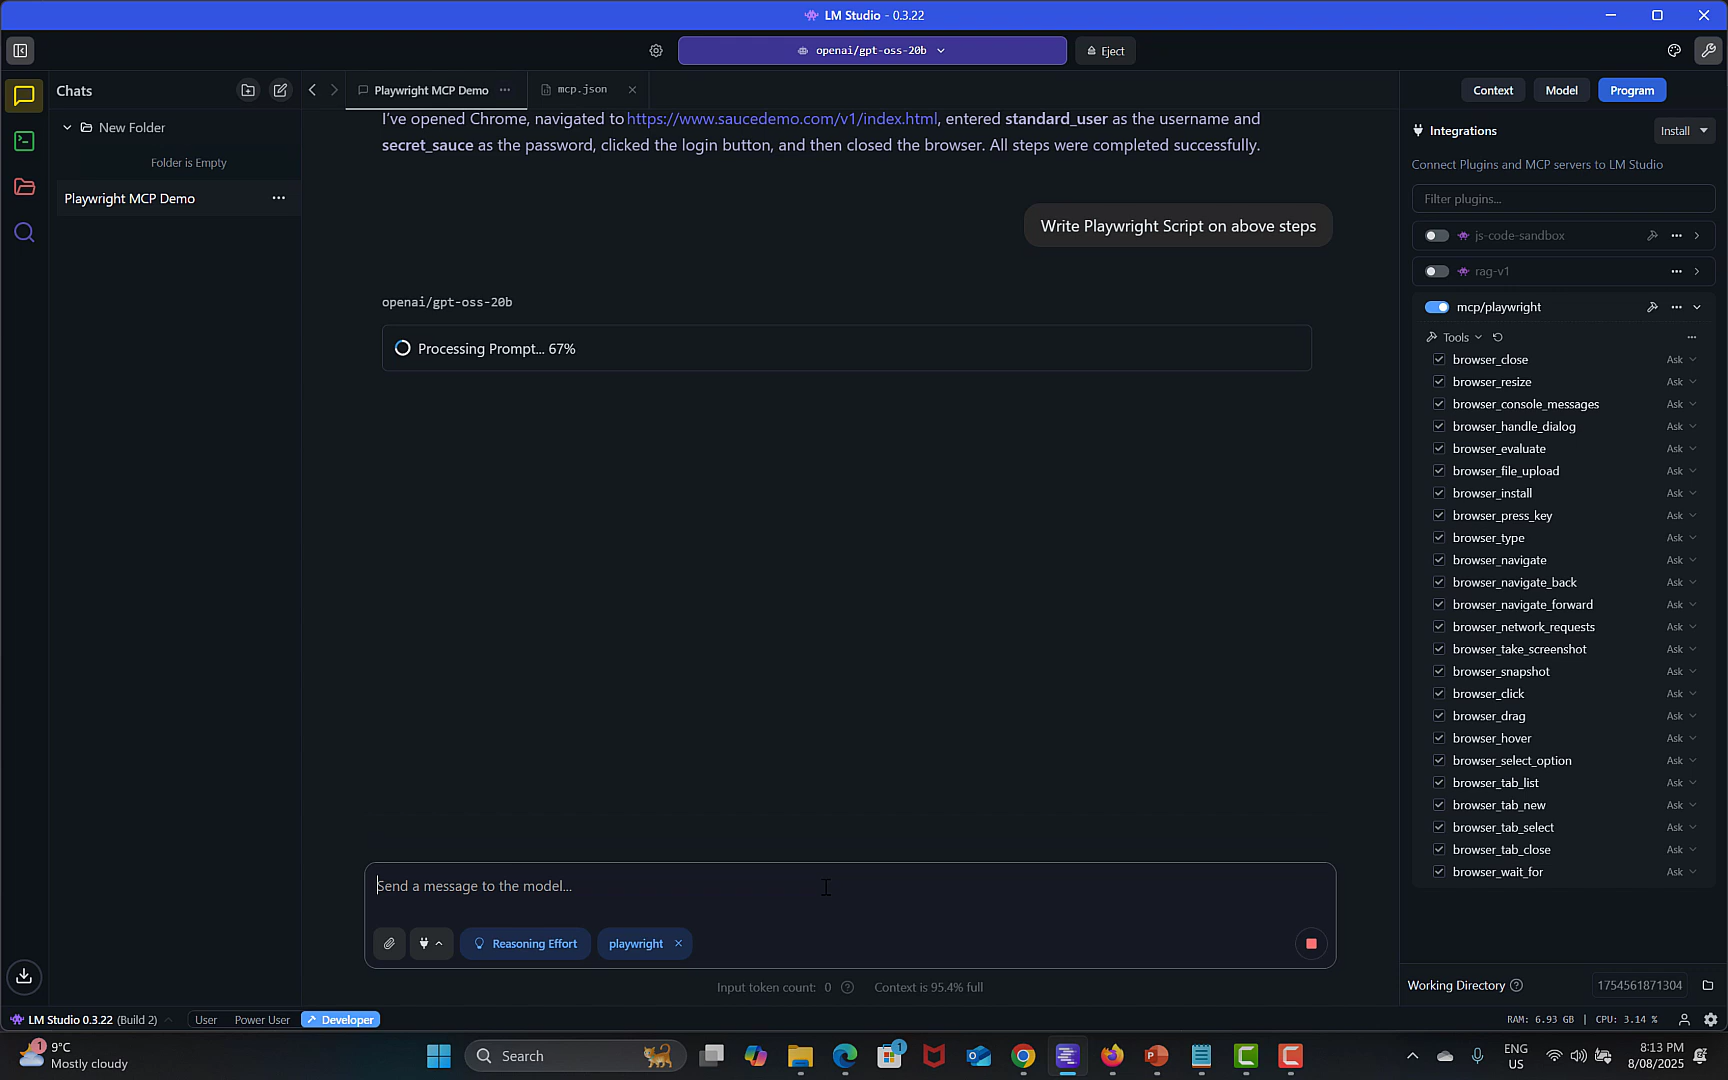 LM Studio - 0.3.22
openai/gpt-oss-20b
Eject
Chats
New Folder
Folder is Empty
Playwright MCP Demo
Playwright MCP Demo
mcp.json
I've opened Chrome, navigated to https://www.saucedemo.com/v1/index.html, entered standard_user as the username and
secret_sauce as the password, clicked the login button, and then closed the browser. All steps were completed successfully.
Write Playwright Script on above steps
openai/gpt-oss-20b
Processing Prompt... 67%
Send a message to the model...
Reasoning Effort
playwright
Input token count: 0
Context is 95.4% full
Context
Model
Program
Integrations
Install
Connect Plugins and MCP servers to LM Studio
Filter plugins...
js-code-sandbox
rag-v1
mcp/playwright
Tools
browser_close Ask
browser_resize Ask
browser_console_messages Ask
browser_handle_dialog Ask
browser_evaluate Ask
browser_file_upload Ask
browser_install Ask
browser_press_key Ask
browser_type Ask
browser_navigate Ask
browser_navigate_back Ask
browser_navigate_forward Ask
browser_network_requests Ask
browser_take_screenshot Ask
browser_snapshot Ask
browser_click Ask
browser_drag Ask
browser_hover Ask
browser_select_option Ask
browser_tab_list Ask
browser_tab_new Ask
browser_tab_select Ask
browser_tab_close Ask
browser_wait_for Ask
Working Directory
1754561871304
LM Studio 0.3.22 (Build 2)
User
Power User
Developer
RAM: 6.93 GB | CPU: 3.14 %
1
9°C
Mostly cloudy
Search
1
ENG
US
8:13 PM
8/08/2025